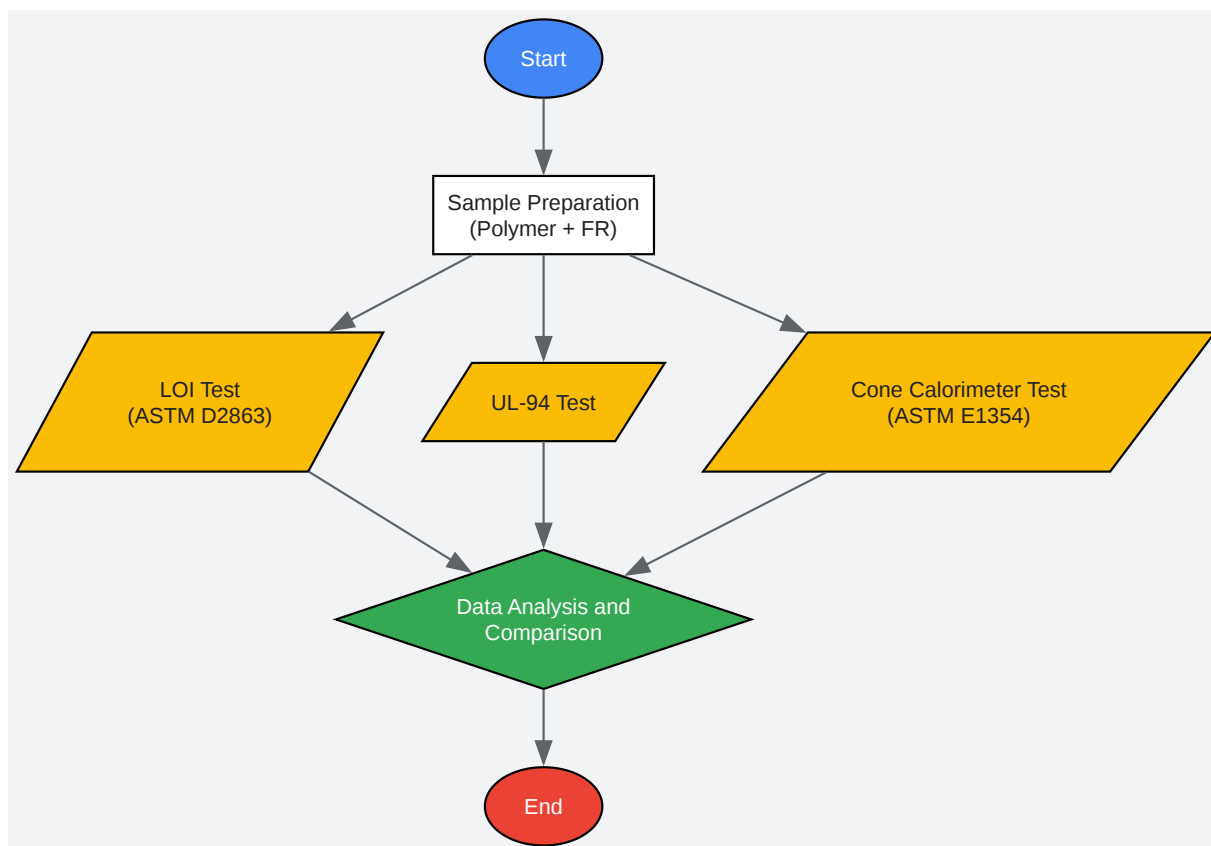 Start
Sample Preparation
(Polymer + FR)
LOI Test
(ASTM D2863)
UL-94 Test
Cone Calorimeter Test
(ASTM E1354)
Data Analysis and
Comparison
End